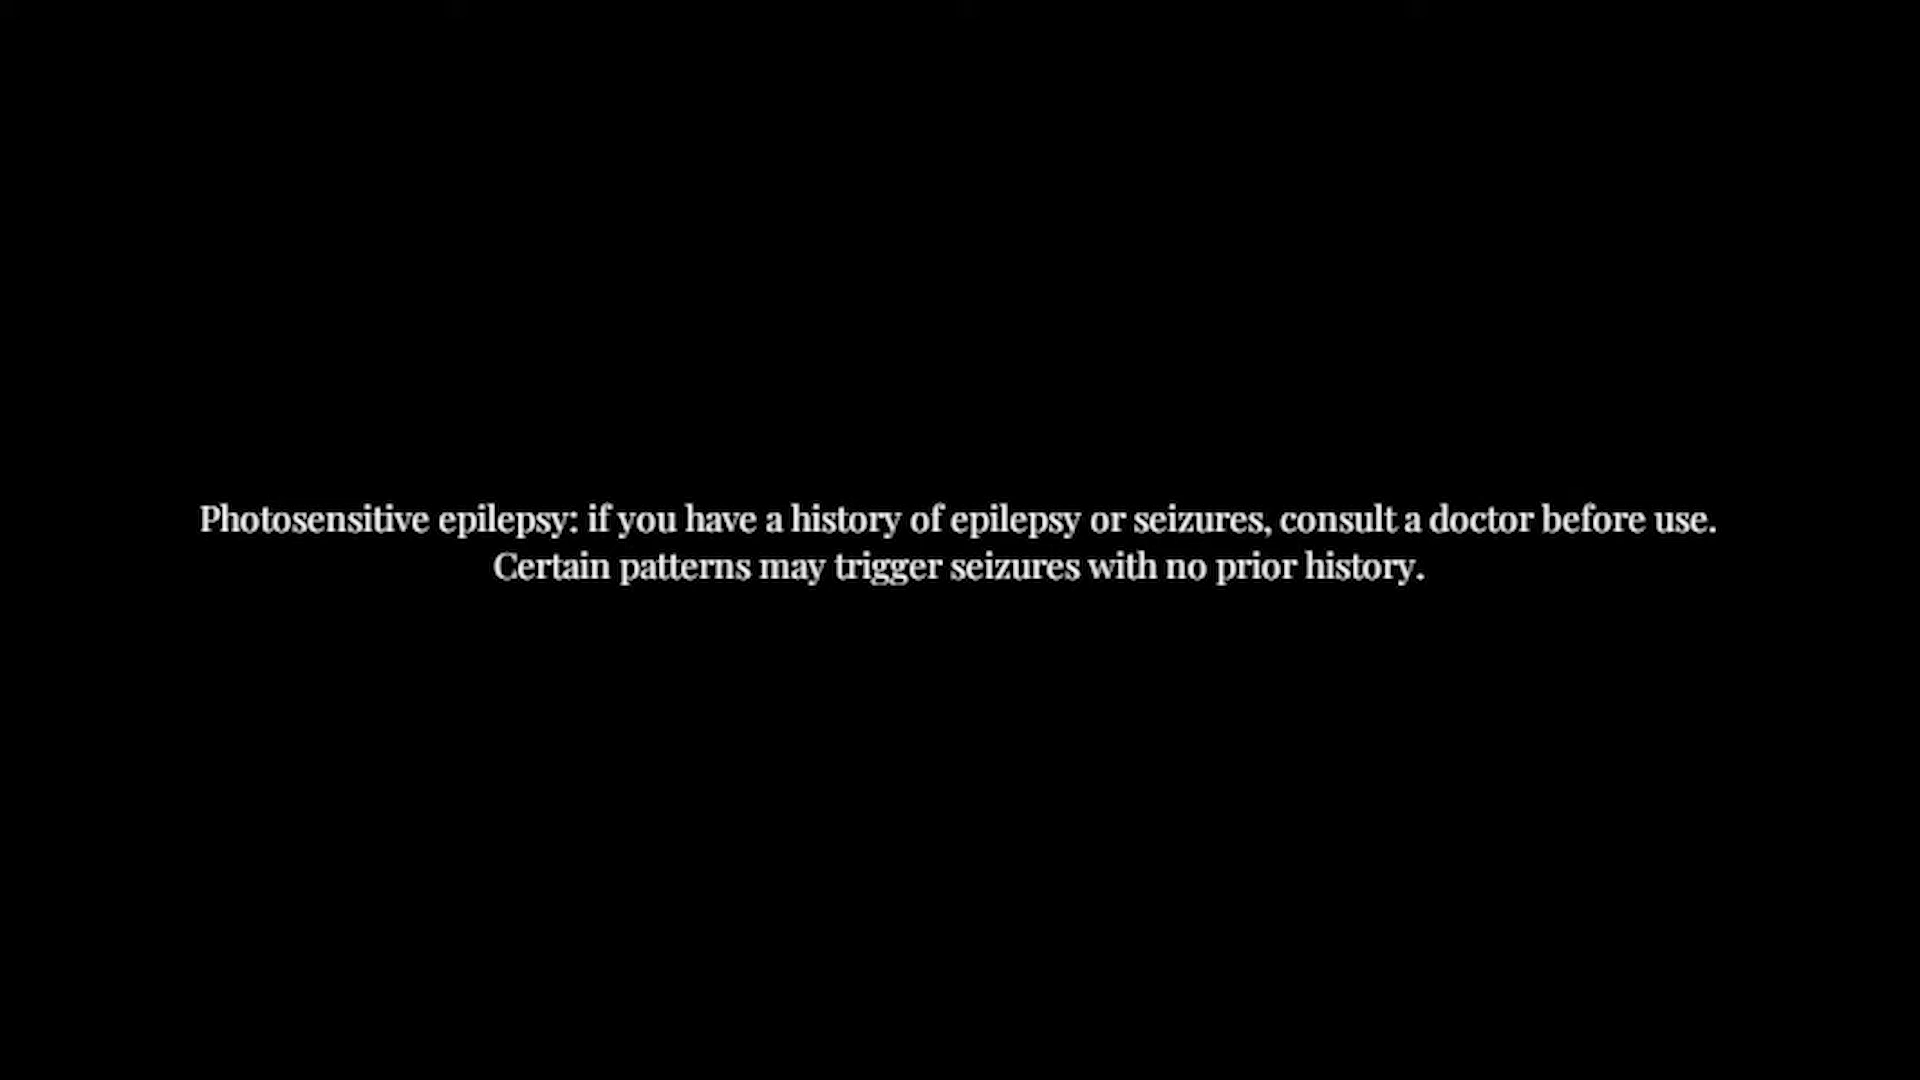 Photosensitive epilepsy: if you have a history of epilepsy or seizures, consult a doctor before use.
Certain patterns may trigger seizures with no prior history.